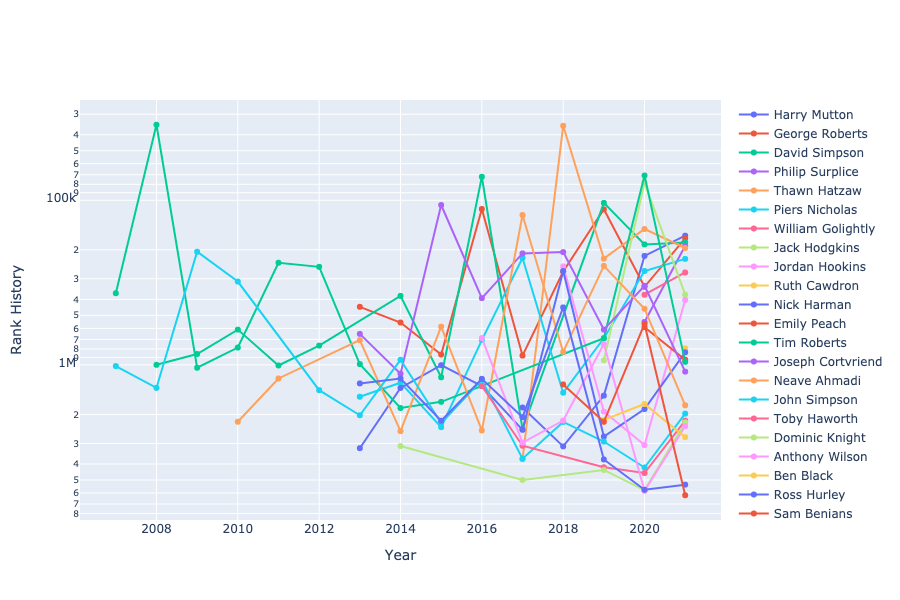 3
4
5
6
7
8
9
100k
2
3
4
5
6
7
8
9
1M
2
3
4
5
6
7
8
2008
2010
2012
2014
2016
2018
2020
Year
Rank History
Harry Mutton
George Roberts
David Simpson
Philip Surplice
Thawn Hatzaw
Piers Nicholas
William Golightly
Jack Hodgkins
Jordan Hookins
Ruth Cawdron
Nick Harman
Emily Peach
Tim Roberts
Joseph Cortvriend
Neave Ahmadi
John Simpson
Toby Haworth
Dominic Knight
Anthony Wilson
Ben Black
Ross Hurley
Sam Benians